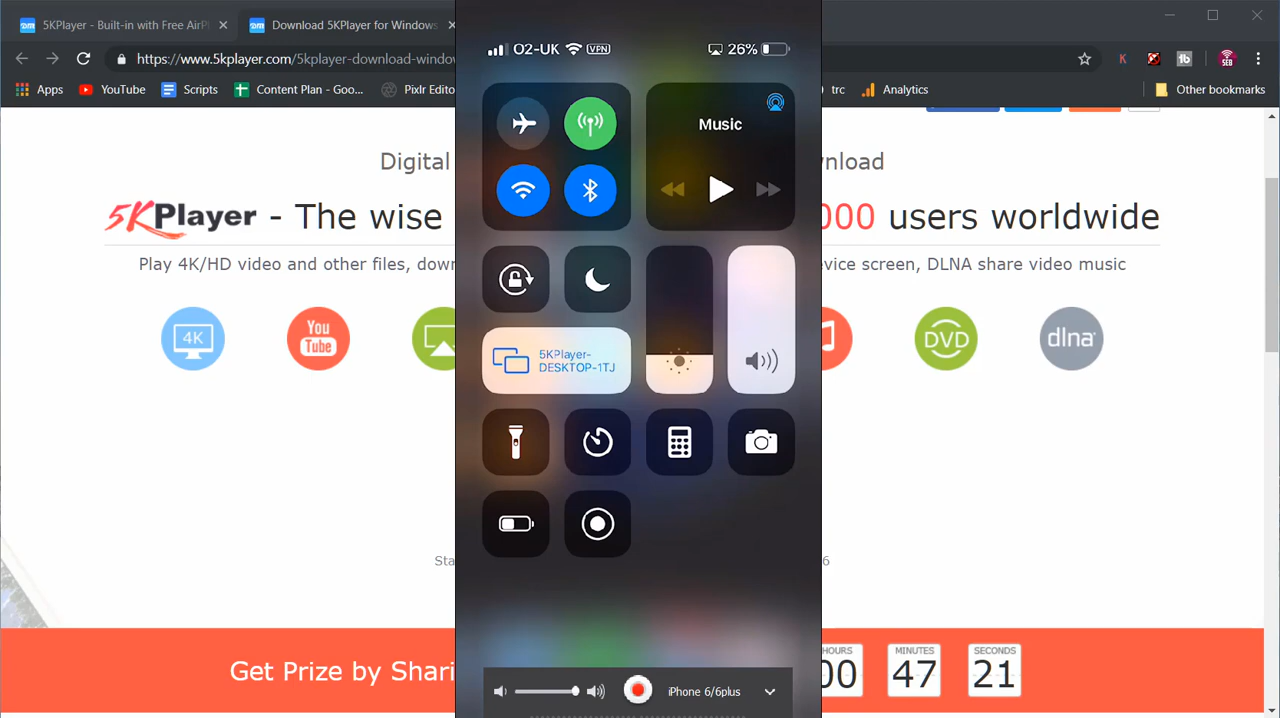 5KPlayer - Built-in with Free AirPl
Download 5KPlayer for Windows
https://www.5kplayer.com/5kplayer-download-windo
SEB
Apps
YouTube
Scripts
Content Plan - Goo...
Pixlr Edito
trc
Analytics
Other bookmarks
O2-UK VPN 26%
Music
Digital
wnload
5KPlayer - The wise
000 users worldwide
Play 4K/HD video and other files, dow
evice screen, DLNA share video music
4K
You
Tube
DVD
dlna
5KPlayer-
DESKTOP-1TJ
Sta
6
Get Prize by Shari
HOURS
MINUTES
SECONDS
00
47
21
iPhone 6/6plus